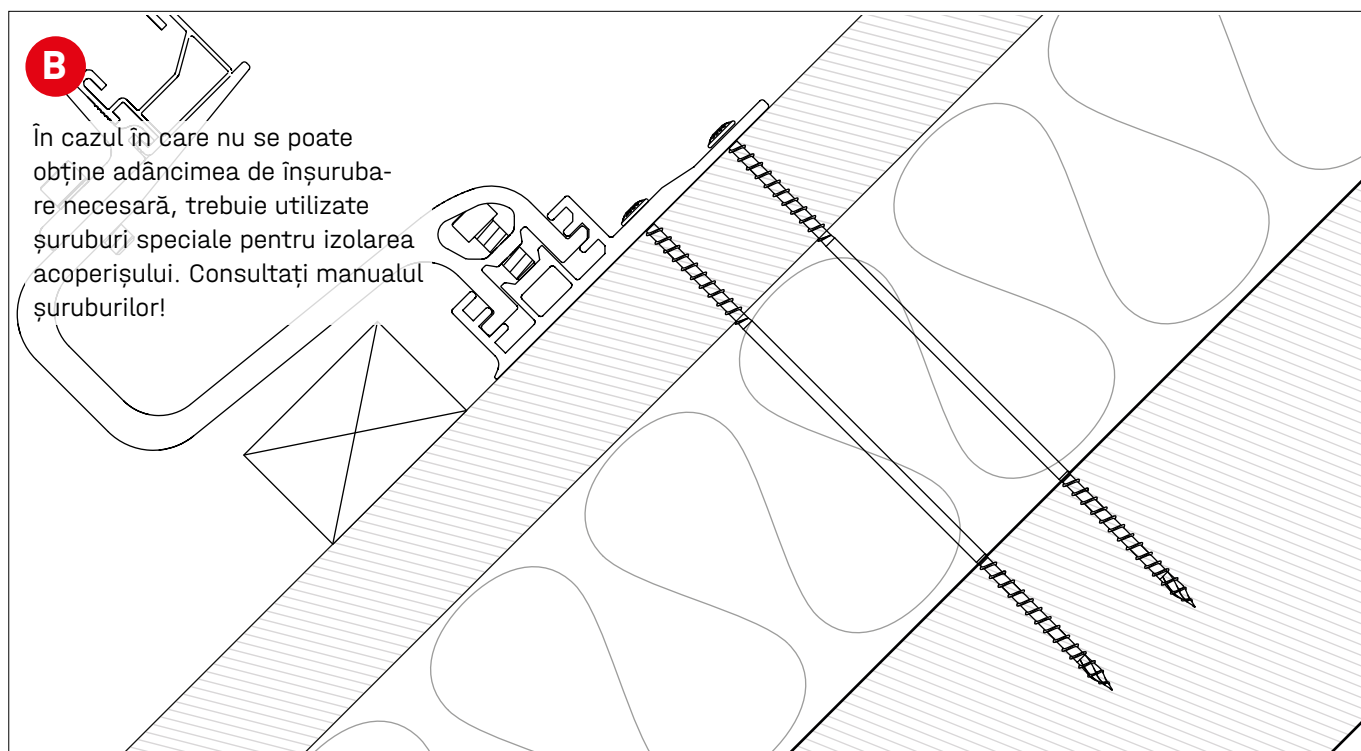 B
În cazul în care nu se poate
obține adâncimea de înșuruba-
re necesară, trebuie utilizate
șuruburi speciale pentru izolarea
acoperișului. Consultați manualul
șuruburilor!